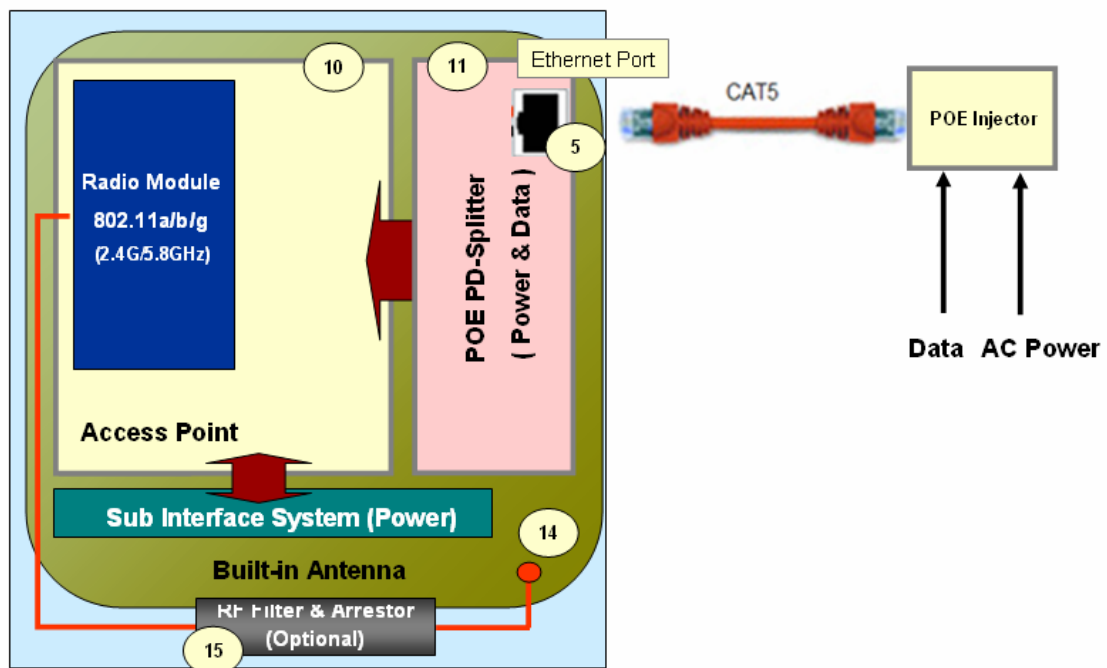 10
11
Ethernet Port
5
Radio Module
802.11a/b/g
(2.4G/5.8GHz)
POE PD-Splitter
( Power & Data )
Access Point
Sub Interface System (Power)
14
Built-in Antenna
RF Filter & Arrestor
(Optional)
15
CAT5
POE Injector
Data
AC Power